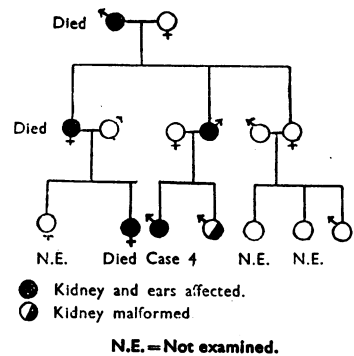 Died
Died
N.E. Died Case 4 N.E. N.E.
Kidney and ears affected.
Kidney malformed
N.E.=Not examined.